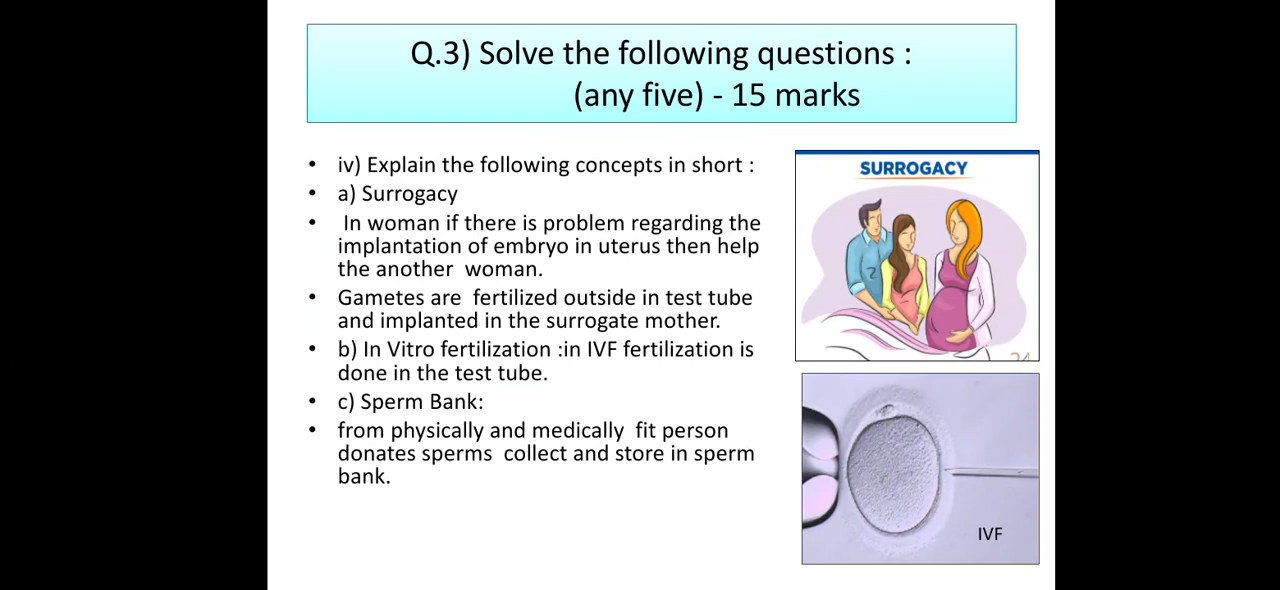 Q.3) Solve the following questions :
(any five) - 15 marks
• iv) Explain the following concepts in short :
• a) Surrogacy
• In woman if there is problem regarding the
implantation of embryo in uterus then help
the another woman.
• Gametes are fertilized outside in test tube
and implanted in the surrogate mother.
• b) In Vitro fertilization :in IVF fertilization is
done in the test tube.
• c) Sperm Bank:
• from physically and medically fit person
donates sperms collect and store in sperm
bank.
SURROGACY
IVF